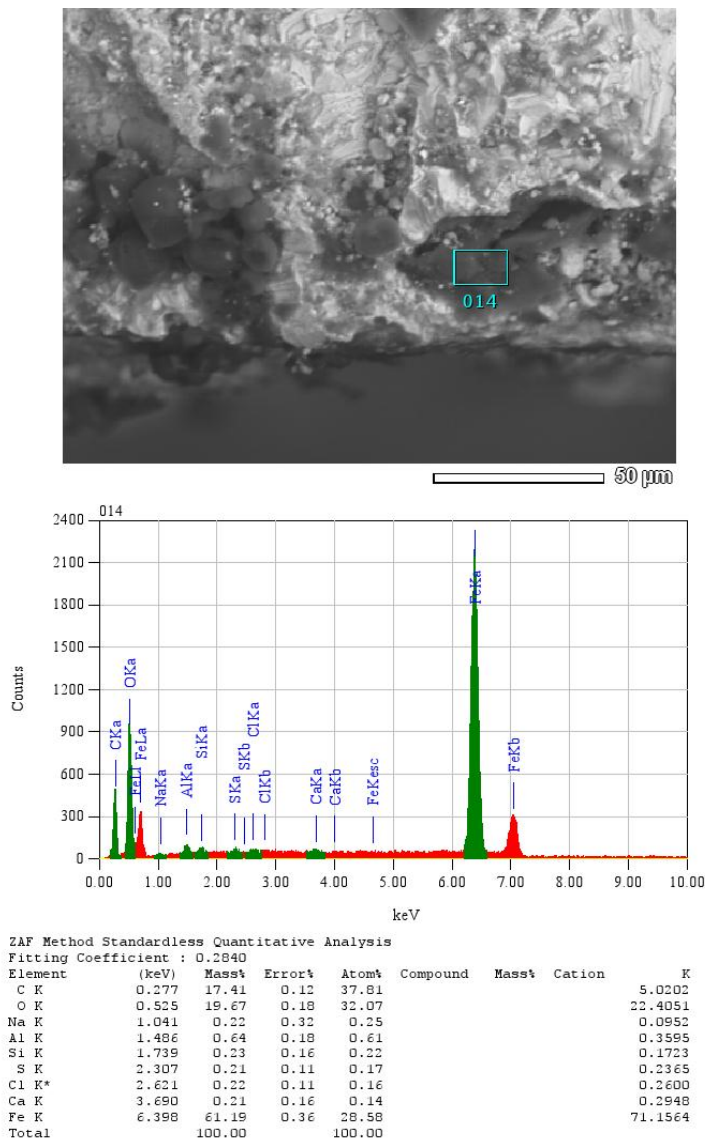 014
50 µm
014
2400
2100
1800
1500
1200
900
600
300
0
Counts
CKa
OKa
FeLl
FeLa
NaKa
AlKa
SiKa
SKa
SKb
ClKa
ClKb
CaKa
CaKb
FeKesc
FeKa
FeKb
0.00 1.00 2.00 3.00 4.00 5.00 6.00 7.00 8.00 9.00 10.00
keV
ZAF Method Standardless Quantitative Analysis
Fitting Coefficient : 0.2840
Element (keV) Mass% Error% Atom% Compound Mass% Cation K
C K 0.277 17.41 0.12 37.81 5.0202
O K 0.525 19.67 0.18 32.07 22.4051
Na K 1.041 0.22 0.32 0.25 0.0952
Al K 1.486 0.64 0.18 0.61 0.3595
Si K 1.739 0.23 0.16 0.22 0.1723
S K 2.307 0.21 0.11 0.17 0.2365
Cl K* 2.621 0.22 0.11 0.16 0.2600
Ca K 3.690 0.21 0.16 0.14 0.2948
Fe K 6.398 61.19 0.36 28.58 71.1564
Total 100.00 100.00